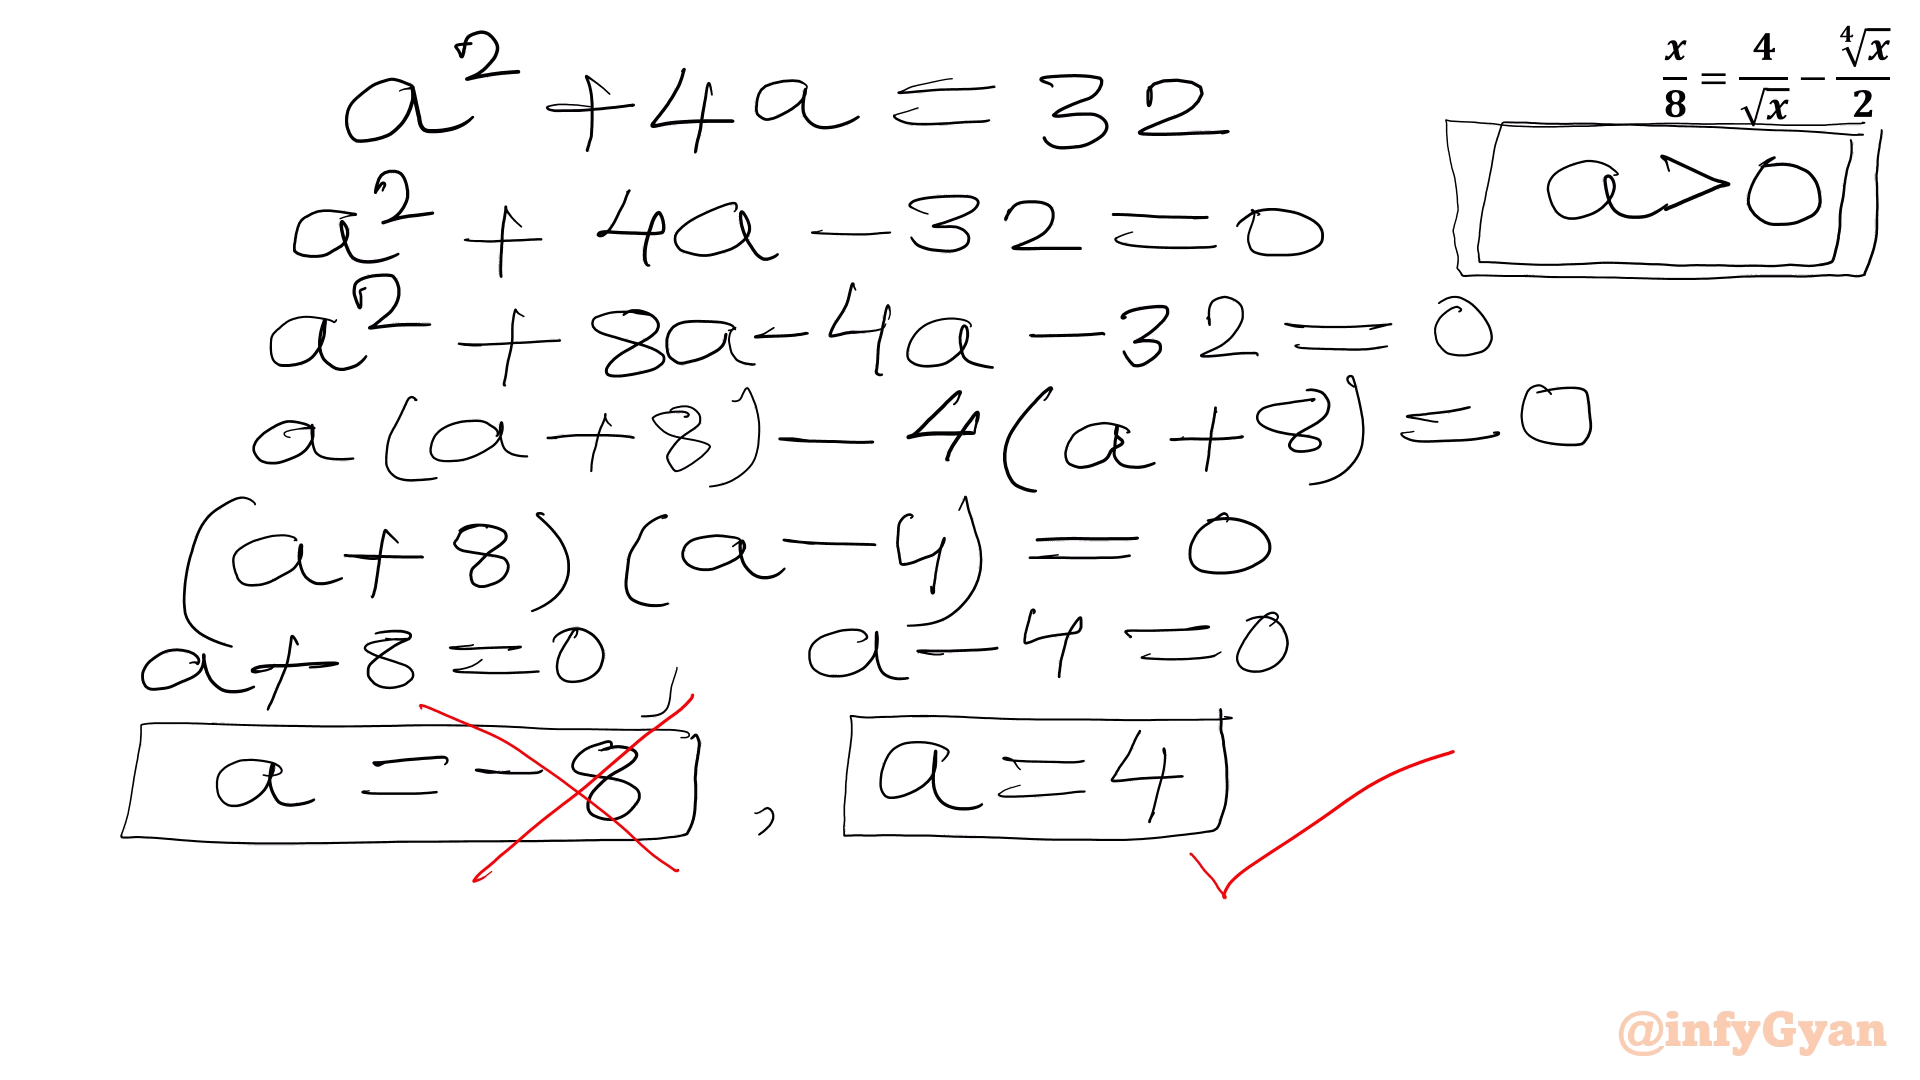 a² + 4a = 32
x/8 = 4/√x − ∜x/2
a > 0
a² + 4a − 32 = 0
a² + 8a − 4a − 32 = 0
a(a + 8) − 4(a + 8) = 0
(a + 8)(a − 4) = 0
a + 8 = 0, a − 4 = 0
a = −8, a = 4
@infyGyan